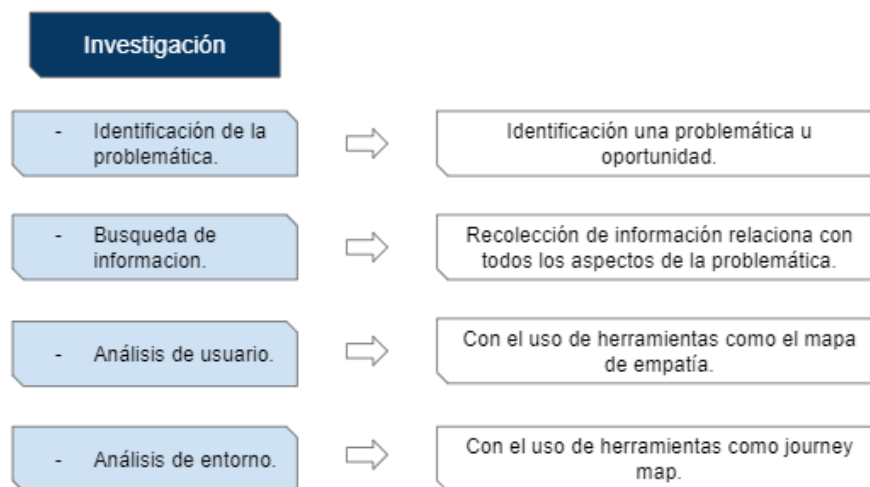 Investigación
- Identificación de la
problemática.
Identificación una problemática u
oportunidad.
- Busqueda de
informacion.
Recolección de información relaciona con
todos los aspectos de la problemática.
- Análisis de usuario.
Con el uso de herramientas como el mapa
de empatía.
- Análisis de entorno.
Con el uso de herramientas como journey
map.